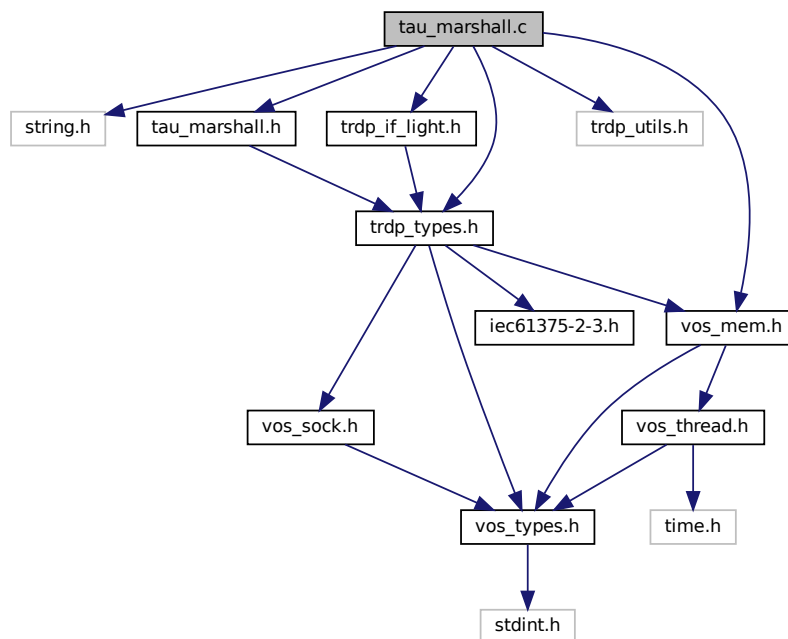 tau_marshall.c
string.h
tau_marshall.h
trdp_if_light.h
trdp_utils.h
trdp_types.h
iec61375-2-3.h
vos_mem.h
vos_sock.h
vos_thread.h
vos_types.h
time.h
stdint.h